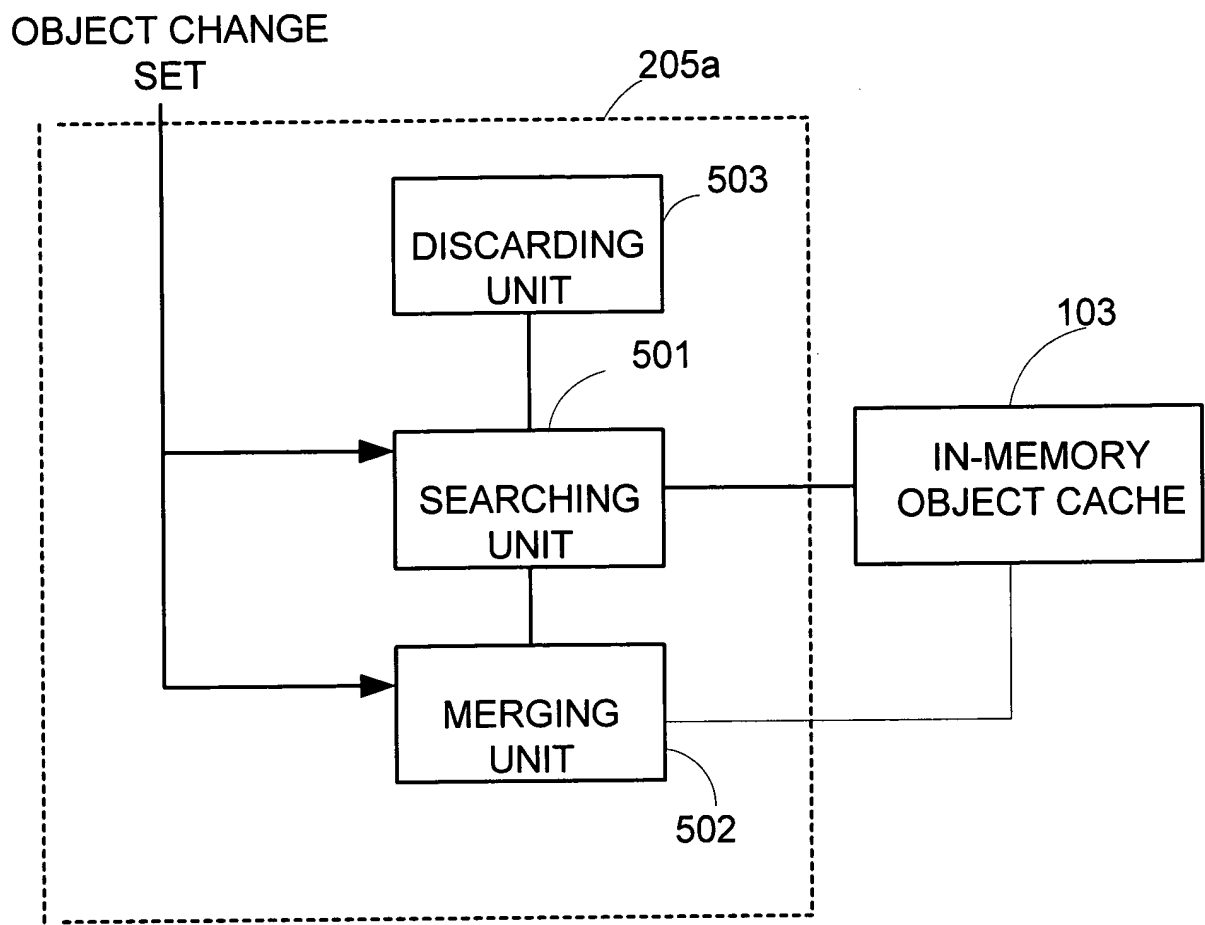 OBJECT CHANGE
SET
205a
503
DISCARDING
UNIT
103
501
IN-MEMORY
OBJECT CACHE
SEARCHING
UNIT
MERGING
UNIT
502